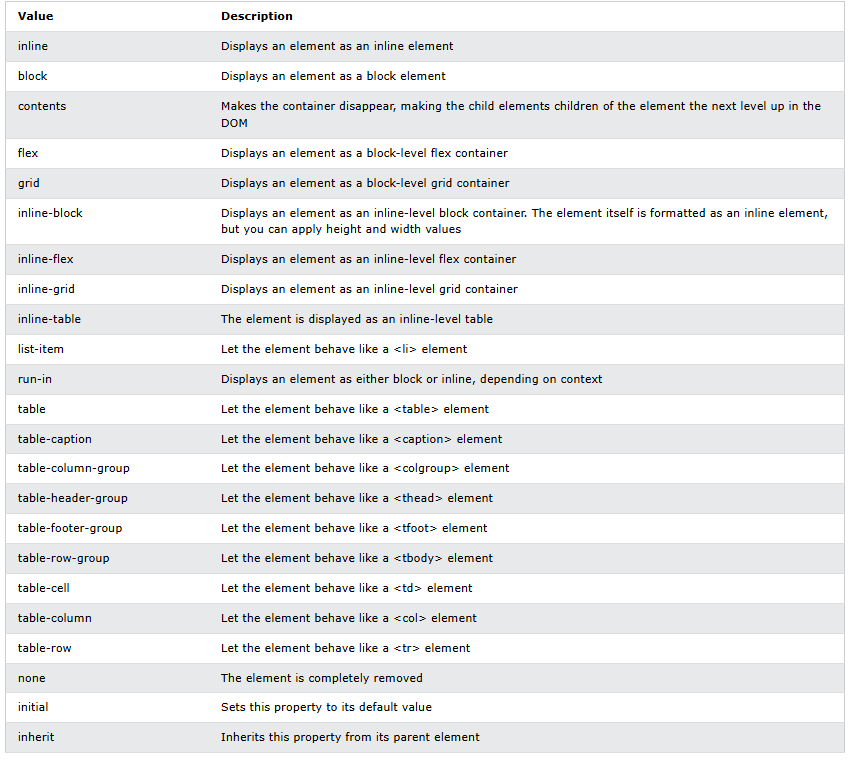 Value Description
inline Displays an element as an inline element
block Displays an element as a block element
contents Makes the container disappear, making the child elements children of the element the next level up in the
DOM
flex Displays an element as a block-level flex container
grid Displays an element as a block-level grid container
inline-block Displays an element as an inline-level block container. The element itself is formatted as an inline element,
but you can apply height and width values
inline-flex Displays an element as an inline-level flex container
inline-grid Displays an element as an inline-level grid container
inline-table The element is displayed as an inline-level table
list-item Let the element behave like a <li> element
run-in Displays an element as either block or inline, depending on context
table Let the element behave like a <table> element
table-caption Let the element behave like a <caption> element
table-column-group Let the element behave like a <colgroup> element
table-header-group Let the element behave like a <thead> element
table-footer-group Let the element behave like a <tfoot> element
table-row-group Let the element behave like a <tbody> element
table-cell Let the element behave like a <td> element
table-column Let the element behave like a <col> element
table-row Let the element behave like a <tr> element
none The element is completely removed
initial Sets this property to its default value
inherit Inherits this property from its parent element